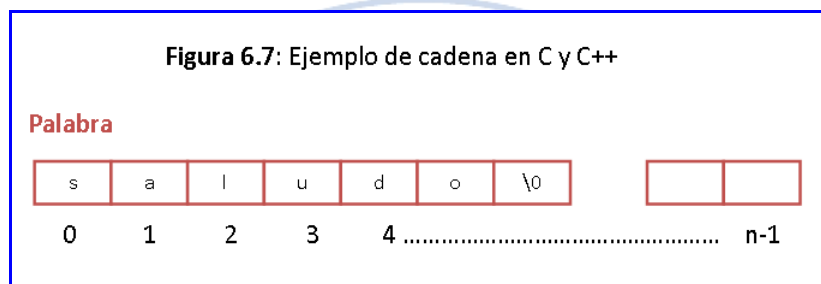 Figura 6.7: Ejemplo de cadena en C y C++
Palabra
s a l u d o \0
0 1 2 3 4 ................................................ n-1